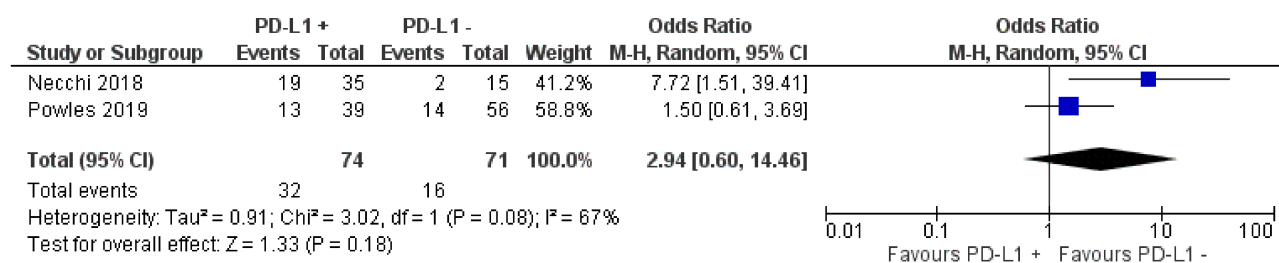 PD-L1 + PD-L1 - Odds Ratio Odds Ratio
Study or Subgroup Events Total Events Total Weight M-H, Random, 95% CI M-H, Random, 95% CI
Necchi 2018 19 35 2 15 41.2% 7.72 [1.51, 39.41]
Powles 2019 13 39 14 56 58.8% 1.50 [0.61, 3.69]
Total (95% CI) 74 71 100.0% 2.94 [0.60, 14.46]
Total events 32 16
Heterogeneity: Tau² = 0.91; Chi² = 3.02, df = 1 (P = 0.08); I² = 67%
Test for overall effect: Z = 1.33 (P = 0.18)
0.01 0.1 1 10 100
Favours PD-L1 + Favours PD-L1 -